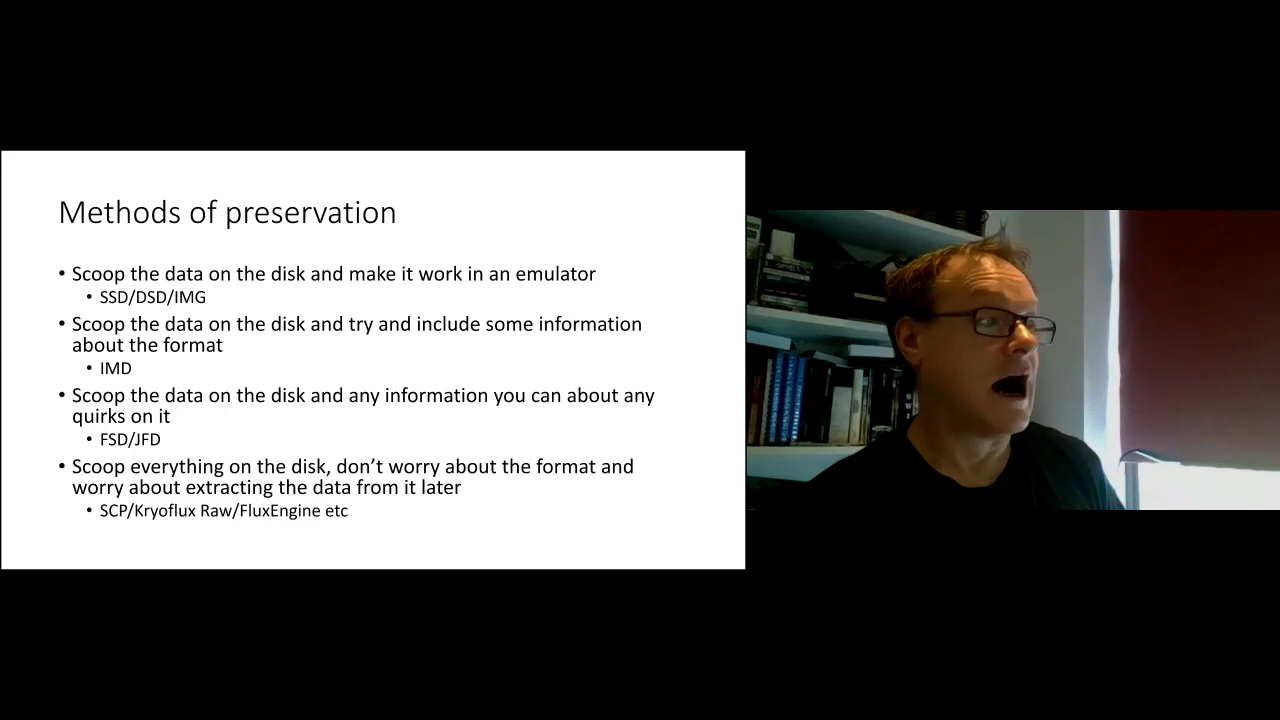 Methods of preservation
• Scoop the data on the disk and make it work in an emulator
• SSD/DSD/IMG
• Scoop the data on the disk and try and include some information
about the format
• IMD
• Scoop the data on the disk and any information you can about any
quirks on it
• FSD/JFD
• Scoop everything on the disk, don’t worry about the format and
worry about extracting the data from it later
• SCP/Kryoflux Raw/FluxEngine etc